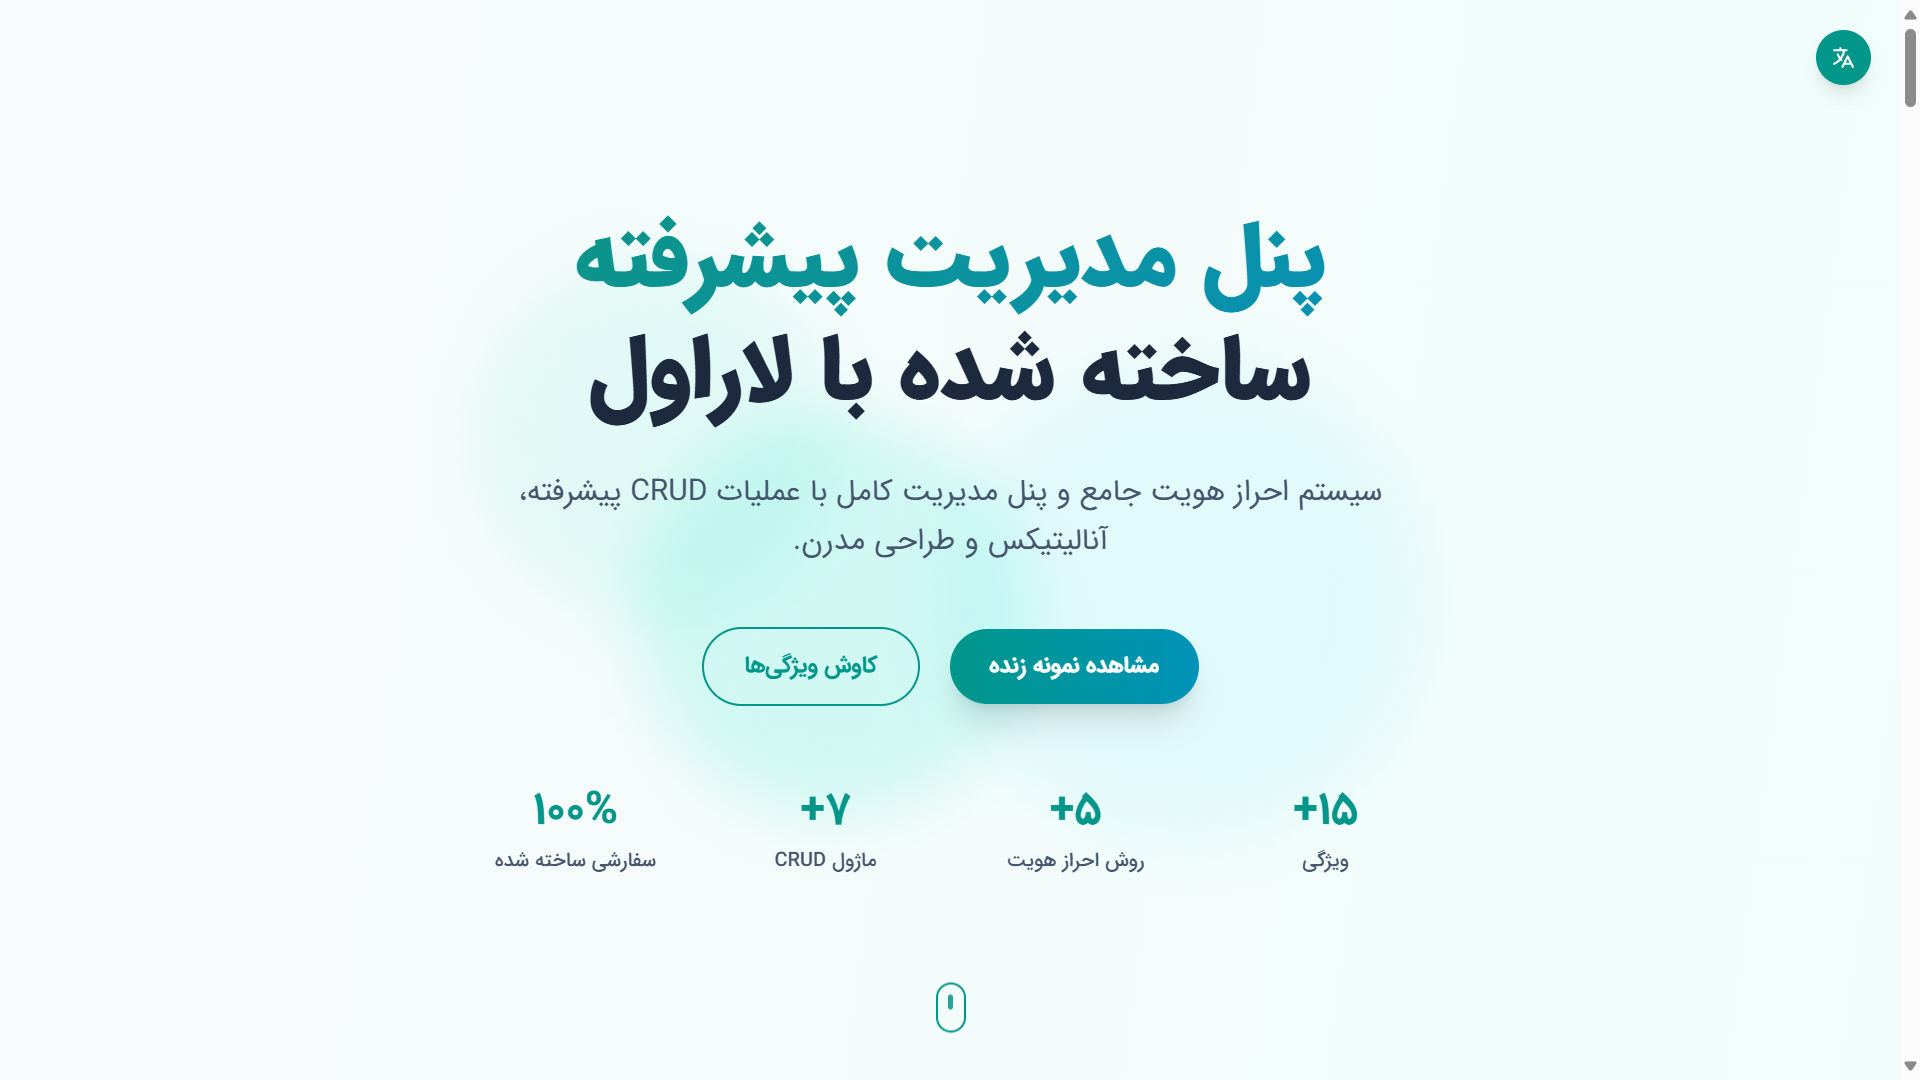 پنل مدیریت پیشرفته
ساخته شده با لاراول
سیستم احراز هویت جامع و پنل مدیریت کامل با عملیات CRUD پیشرفته،
آنالیتیکس و طراحی مدرن.
مشاهده نمونه زنده
کاوش ویژگی‌ها
۱۵+
ویژگی
۵+
روش احراز هویت
۷+
ماژول CRUD
۱۰۰%
سفارشی ساخته شده